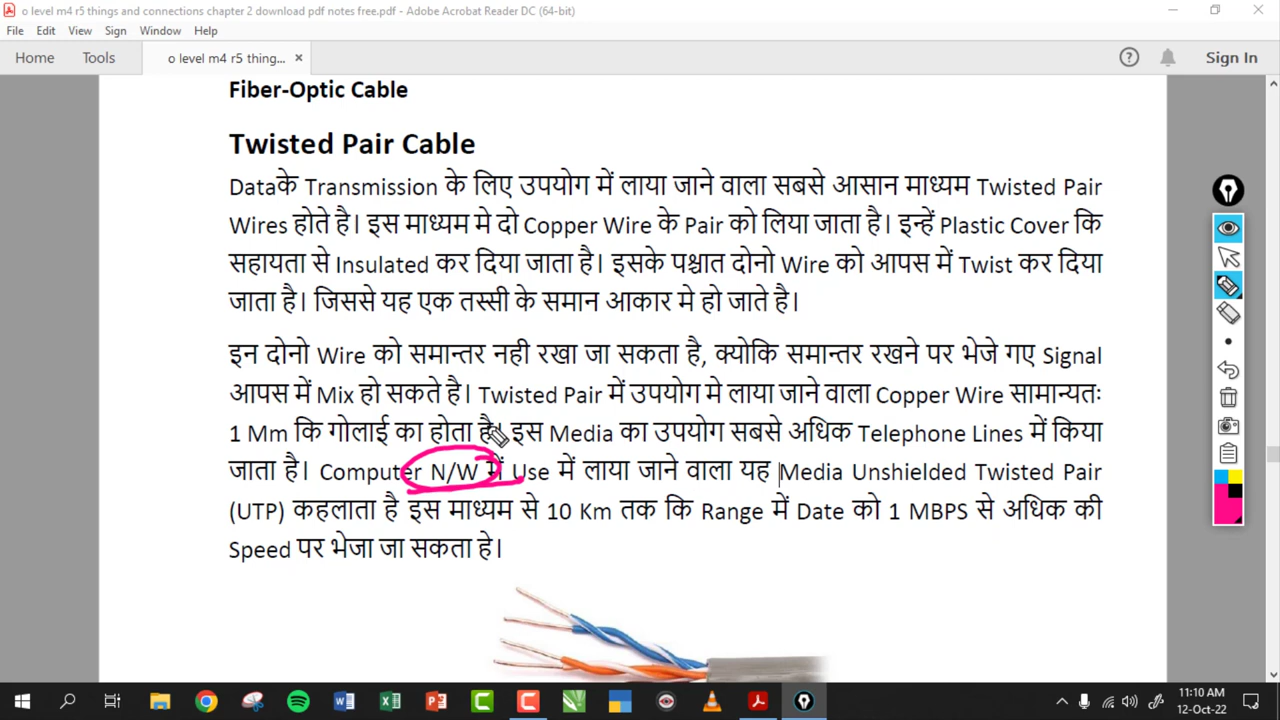 o level m4 r5 things and connections chapter 2 download pdf notes free.pdf - Adobe Acrobat Reader DC (64-bit)
File Edit View Sign Window Help
Home Tools o level m4 r5 thing... × Sign In
Fiber-Optic Cable
Twisted Pair Cable
Dataके Transmission के लिए उपयोग में लाया जाने वाला सबसे आसान माध्यम Twisted Pair
Wires होते है। इस माध्यम मे दो Copper Wire के Pair को लिया जाता है। इन्हें Plastic Cover कि
सहायता से Insulated कर दिया जाता है। इसके पश्चात दोनो Wire को आपस में Twist कर दिया
जाता है। जिससे यह एक तस्सी के समान आकार मे हो जाते है।
इन दोनो Wire को समान्तर नही रखा जा सकता है, क्योकि समान्तर रखने पर भेजे गए Signal
आपस में Mix हो सकते है। Twisted Pair में उपयोग मे लाया जाने वाला Copper Wire सामान्यतः
1 Mm कि गोलाई का होता है। इस Media का उपयोग सबसे अधिक Telephone Lines में किया
जाता है। Computer N/W में Use में लाया जाने वाला यह Media Unshielded Twisted Pair
(UTP) कहलाता है इस माध्यम से 10 Km तक कि Range में Date को 1 MBPS से अधिक की
Speed पर भेजा जा सकता हे।
11:10 AM
12-Oct-22